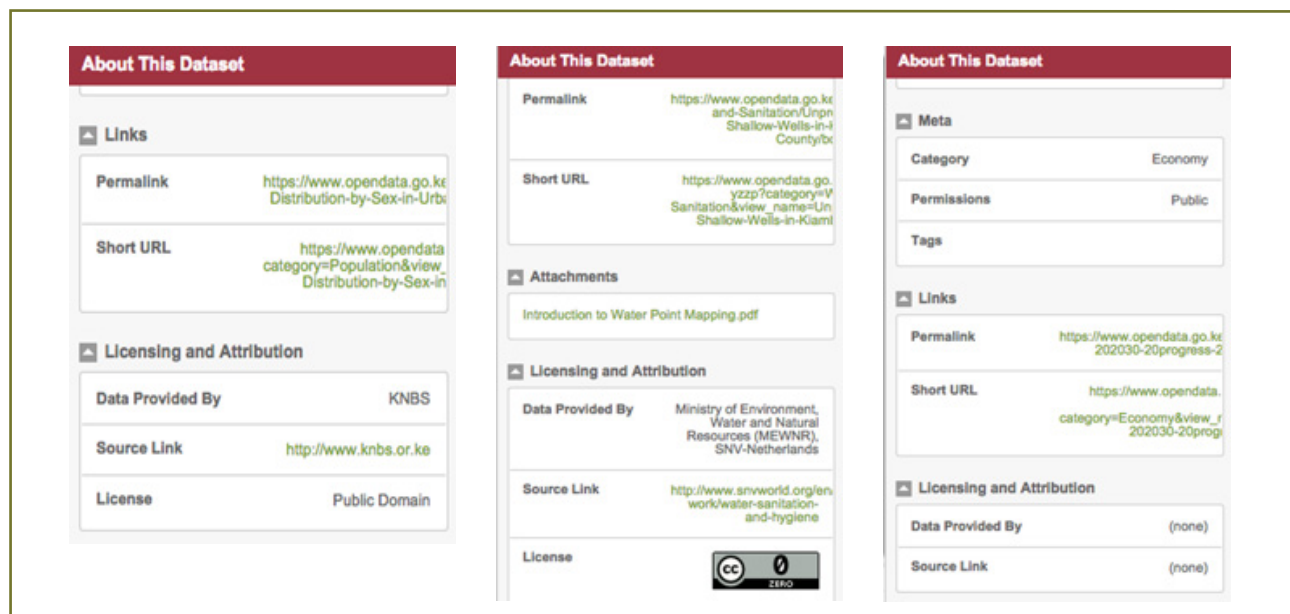 About This Dataset
Links
Permalink
https://www.opendata.go.ke
Distribution-by-Sex-in-Urba
Short URL
https://www.opendata
category=Population&view_
Distribution-by-Sex-in
Licensing and Attribution
Data Provided By KNBS
Source Link http://www.knbs.or.ke
License Public Domain
About This Dataset
Permalink
https://www.opendata.go.ke
and-Sanitation/Unpr
Shallow-Wells-in-
County/
Short URL
https://www.opendata.go.
yzzp?category=W
Sanitation&view_name=Un
Shallow-Wells-in-Kiam
Attachments
Introduction to Water Point Mapping.pdf
Licensing and Attribution
Data Provided By
Ministry of Environment,
Water and Natural
Resources (MEWNR),
SNV-Netherlands
Source Link
http://www.snvworld.org/en
work/water-sanitation-
and-hygiene
License
cc 0
ZERO
About This Dataset
Meta
Category Economy
Permissions Public
Tags
Links
Permalink
https://www.opendata.go.ke
202030-20progress-2
Short URL
https://www.opendata.
category=Economy&view_
202030-20prog
Licensing and Attribution
Data Provided By (none)
Source Link (none)